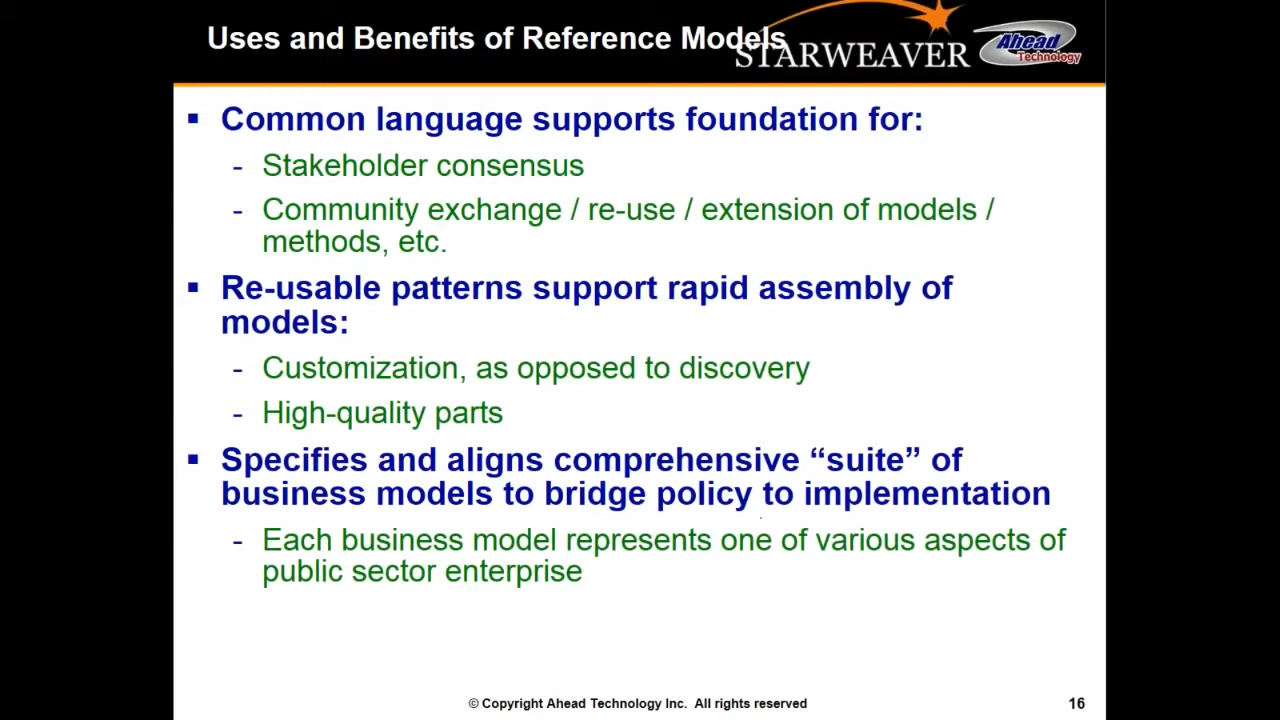 Uses and Benefits of Reference Models
STARWEAVER
Ahead
Technology
▪ Common language supports foundation for:
- Stakeholder consensus
- Community exchange / re-use / extension of models /
methods, etc.
▪ Re-usable patterns support rapid assembly of
models:
- Customization, as opposed to discovery
- High-quality parts
▪ Specifies and aligns comprehensive “suite” of
business models to bridge policy to implementation
- Each business model represents one of various aspects of
public sector enterprise
© Copyright Ahead Technology Inc. All rights reserved
16